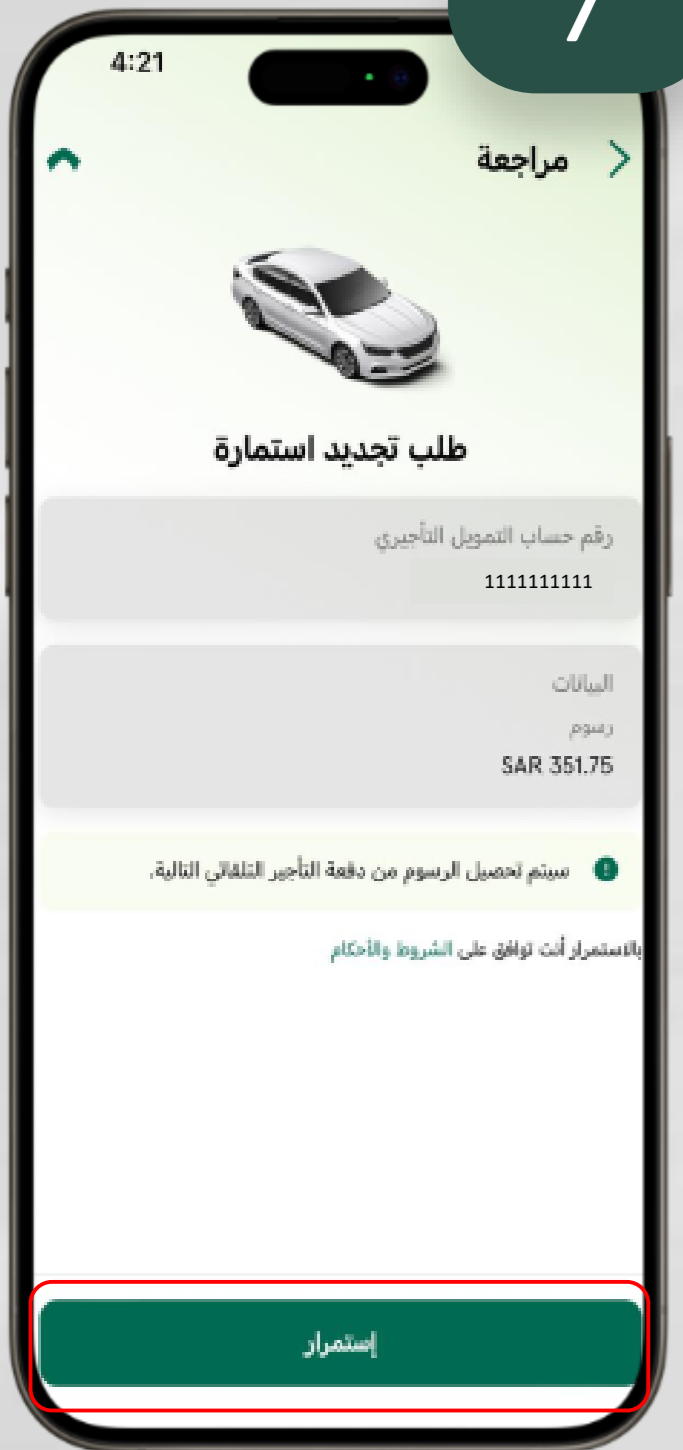 7
4:21
مراجعة
طلب تجديد استمارة
رقم حساب التمويل التأجيري
1111111111
البيانات
رسوم
SAR 351.75
سيتم تحصيل الرسوم من دفعة التأجير التلقائي التالية.
بالاستمرار أنت توافق على الشروط والأحكام
إستمرار